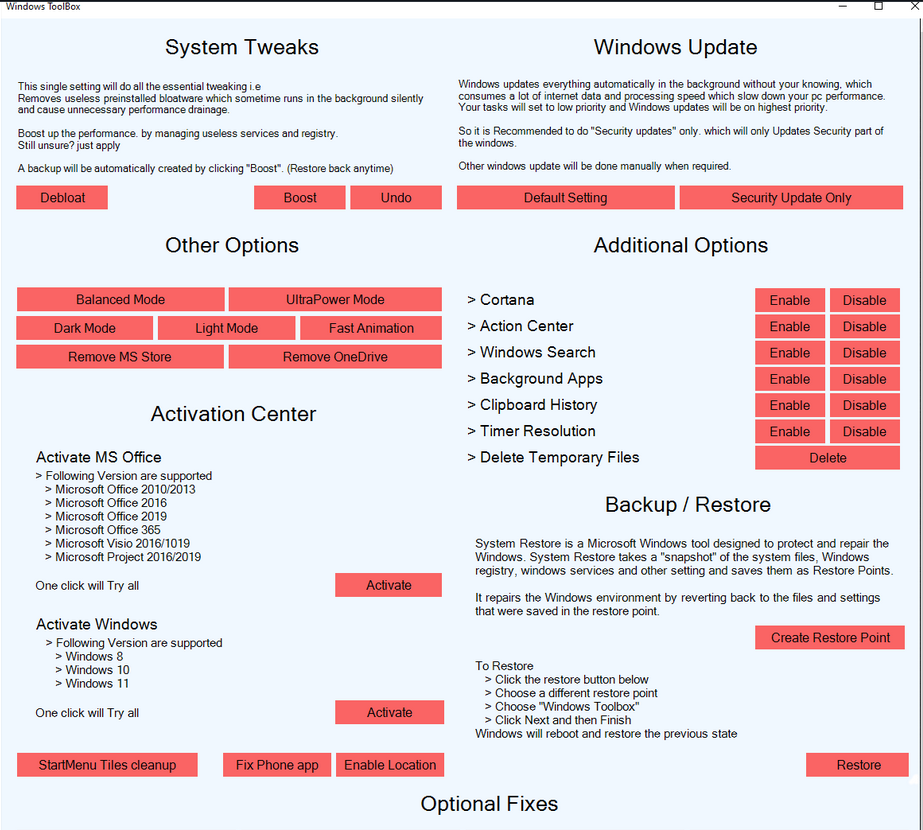 Windows ToolBox
System Tweaks
This single setting will do all the essential tweaking i.e
Removes useless preinstalled bloatware which sometime runs in the background silently
and cause unnecessary performance drainage.
Boost up the performance. by managing useless services and registry.
Still unsure? just apply
A backup will be automatically created by clicking "Boost". (Restore back anytime)
Debloat
Boost
Undo
Windows Update
Windows updates everything automatically in the background without your knowing, which
consumes a lot of internet data and processing speed which slow down your pc performance.
Your tasks will set to low priority and Windows updates will be on highest priority.
So it is Recommended to do "Security updates" only. which will only Updates Security part of
the windows.
Other windows update will be done manually when required.
Default Setting
Security Update Only
Other Options
Balanced Mode
UltraPower Mode
Dark Mode
Light Mode
Fast Animation
Remove MS Store
Remove OneDrive
Additional Options
> Cortana Enable Disable
> Action Center Enable Disable
> Windows Search Enable Disable
> Background Apps Enable Disable
> Clipboard History Enable Disable
> Timer Resolution Enable Disable
> Delete Temporary Files Delete
Activation Center
Activate MS Office
> Following Version are supported
> Microsoft Office 2010/2013
> Microsoft Office 2016
> Microsoft Office 2019
> Microsoft Office 365
> Microsoft Visio 2016/1019
> Microsoft Project 2016/2019
One click will Try all
Activate
Activate Windows
> Following Version are supported
> Windows 8
> Windows 10
> Windows 11
One click will Try all
Activate
StartMenu Tiles cleanup
Fix Phone app
Enable Location
Backup / Restore
System Restore is a Microsoft Windows tool designed to protect and repair the
Windows. System Restore takes a "snapshot" of the system files, Windows
registry, windows services and other setting and saves them as Restore Points.
It repairs the Windows environment by reverting back to the files and settings
that were saved in the restore point.
Create Restore Point
To Restore
> Click the restore button below
> Choose a different restore point
> Choose "Windows Toolbox"
> Click Next and then Finish
Windows will reboot and restore the previous state
Restore
Optional Fixes